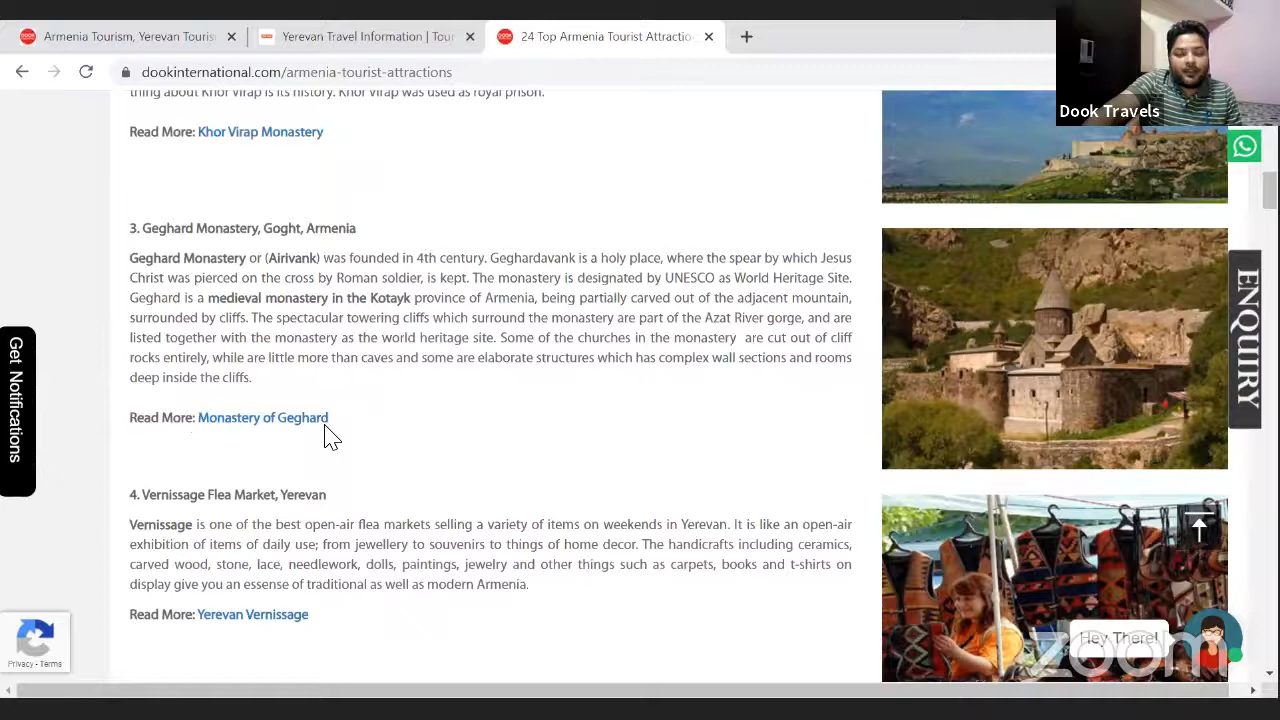 Armenia Tourism, Yerevan Touris
Yerevan Travel Information | Tour
24 Top Armenia Tourist Attractio
dookinternational.com/armenia-tourist-attractions
Dook Travels
thing about Khor Virap is its history. Khor Virap was used as royal prison.
Read More: Khor Virap Monastery
3. Geghard Monastery, Goght, Armenia
Geghard Monastery or (Airivank) was founded in 4th century. Geghardavank is a holy place, where the spear by which Jesus
Christ was pierced on the cross by Roman soldier, is kept. The monastery is designated by UNESCO as World Heritage Site.
Geghard is a medieval monastery in the Kotayk province of Armenia, being partially carved out of the adjacent mountain,
surrounded by cliffs. The spectacular towering cliffs which surround the monastery are part of the Azat River gorge, and are
listed together with the monastery as the world heritage site. Some of the churches in the monastery are cut out of cliff
rocks entirely, while are little more than caves and some are elaborate structures which has complex wall sections and rooms
deep inside the cliffs.
Read More: Monastery of Geghard
4. Vernissage Flea Market, Yerevan
Vernissage is one of the best open-air flea markets selling a variety of items on weekends in Yerevan. It is like an open-air
exhibition of items of daily use; from jewellery to souvenirs to things of home decor. The handicrafts including ceramics,
carved wood, stone, lace, needlework, dolls, paintings, jewelry and other things such as carpets, books and t-shirts on
display give you an essense of traditional as well as modern Armenia.
Read More: Yerevan Vernissage
Get Notifications
ENQUIRY
Privacy - Terms
Hey There!
zoom